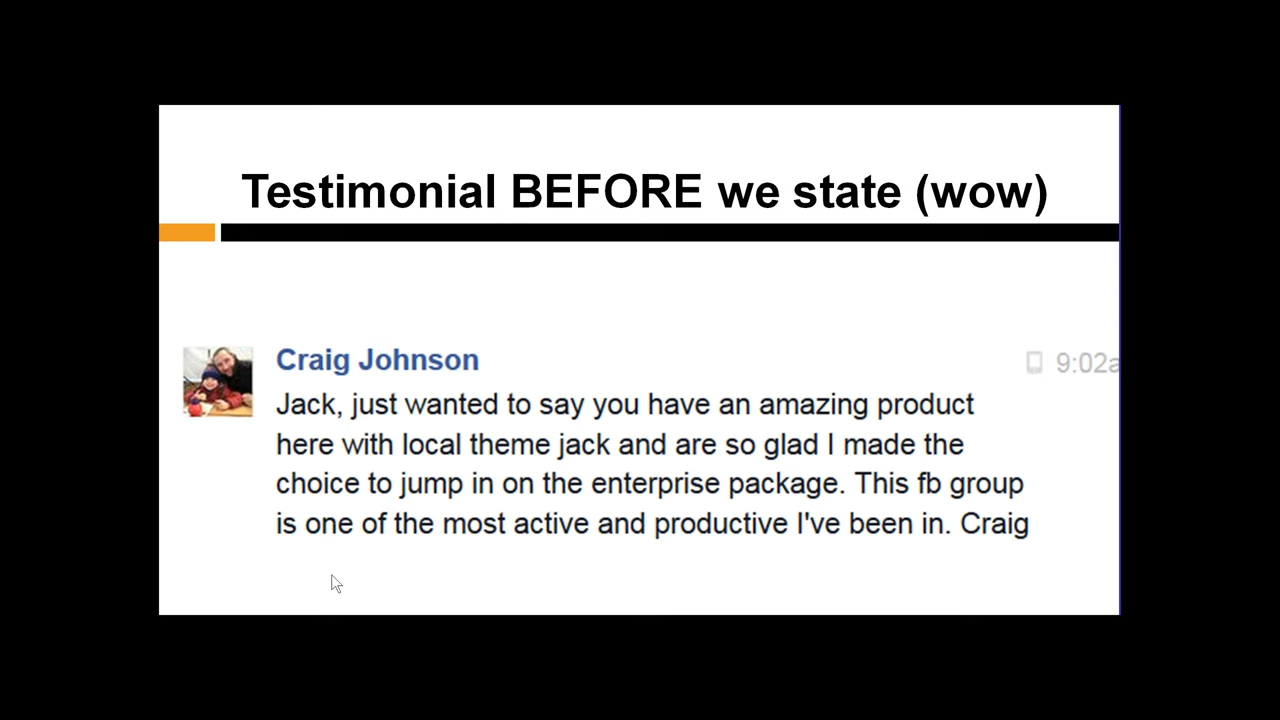 Testimonial BEFORE we state (wow)
Craig Johnson
9:02a
Jack, just wanted to say you have an amazing product
here with local theme jack and are so glad I made the
choice to jump in on the enterprise package. This fb group
is one of the most active and productive I've been in. Craig